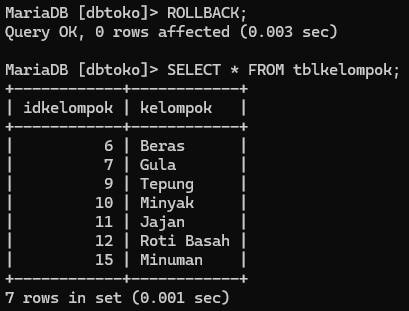 MariaDB [dbtoko]> ROLLBACK;
Query OK, 0 rows affected (0.003 sec)

MariaDB [dbtoko]> SELECT * FROM tblkelompok;
+------------+------------+
| idkelompok | kelompok   |
+------------+------------+
|          6 | Beras      |
|          7 | Gula       |
|          9 | Tepung     |
|         10 | Minyak     |
|         11 | Jajan      |
|         12 | Roti Basah |
|         15 | Minuman    |
+------------+------------+
7 rows in set (0.001 sec)